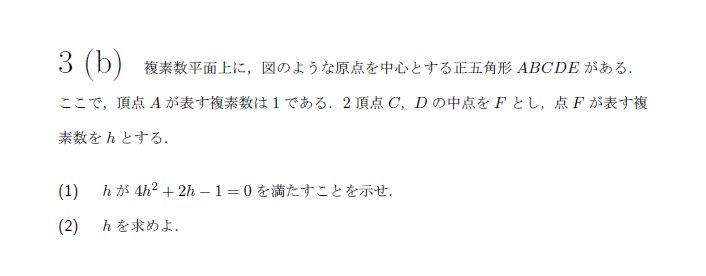 3 (b) 複素数平面上に，図のような原点を中心とする正五角形 ABCDE がある．
ここで，頂点 A が表す複素数は 1 である．2 頂点 C，D の中点を F とし，点 F が表す複
素数を h とする．
(1) h が 4h² + 2h − 1 = 0 を満たすことを示せ．
(2) h を求めよ．